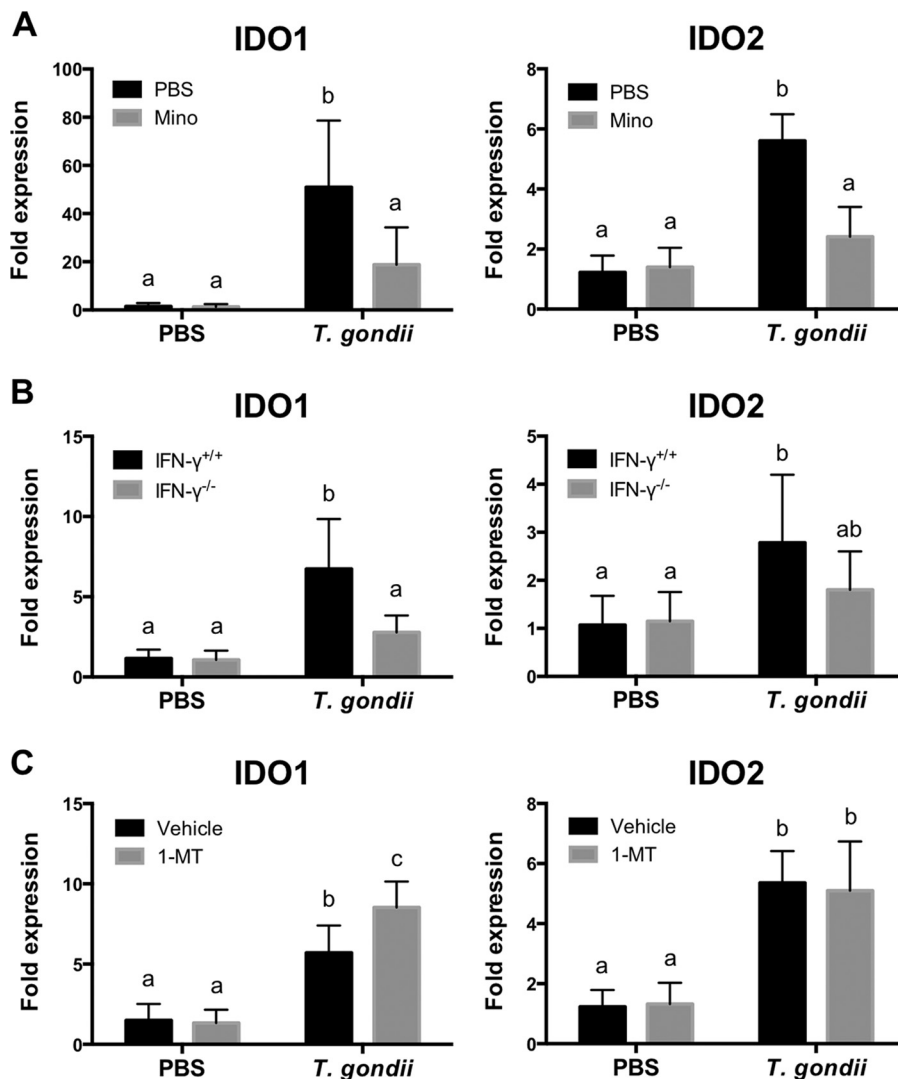 A
IDO1
IDO2
Fold expression
100
80
60
40
20
0
PBS
Mino
a
a
b
a
PBS
T. gondii
Fold expression
8
6
4
2
0
PBS
Mino
a
a
b
a
PBS
T. gondii
B
IDO1
IDO2
Fold expression
15
10
5
0
IFN-γ+/+
IFN-γ-/-
a
a
b
a
PBS
T. gondii
Fold expression
5
4
3
2
1
0
IFN-γ+/+
IFN-γ-/-
a
a
b
ab
PBS
T. gondii
C
IDO1
IDO2
Fold expression
15
10
5
0
Vehicle
1-MT
a
a
b
c
PBS
T. gondii
Fold expression
8
6
4
2
0
Vehicle
1-MT
a
a
b
b
PBS
T. gondii